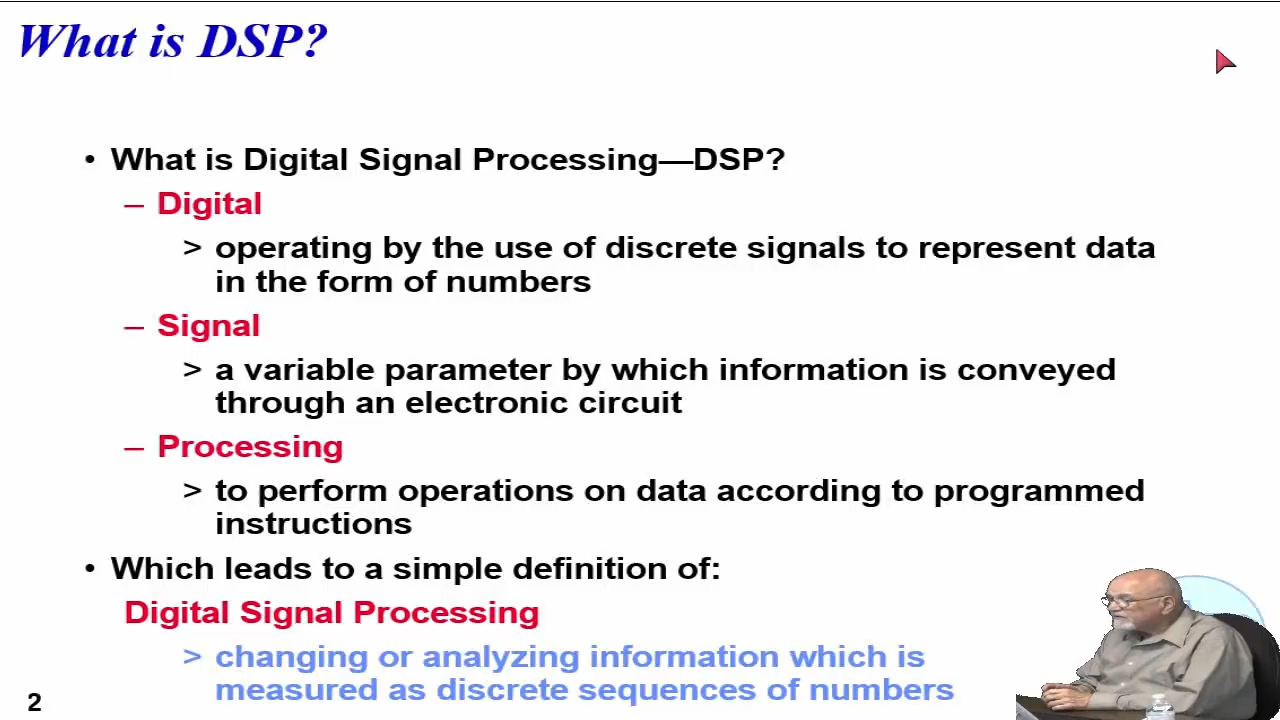 What is DSP?
• What is Digital Signal Processing—DSP?
– Digital
> operating by the use of discrete signals to represent data
in the form of numbers
– Signal
> a variable parameter by which information is conveyed
through an electronic circuit
– Processing
> to perform operations on data according to programmed
instructions
• Which leads to a simple definition of:
Digital Signal Processing
> changing or analyzing information which is
measured as discrete sequences of numbers
2